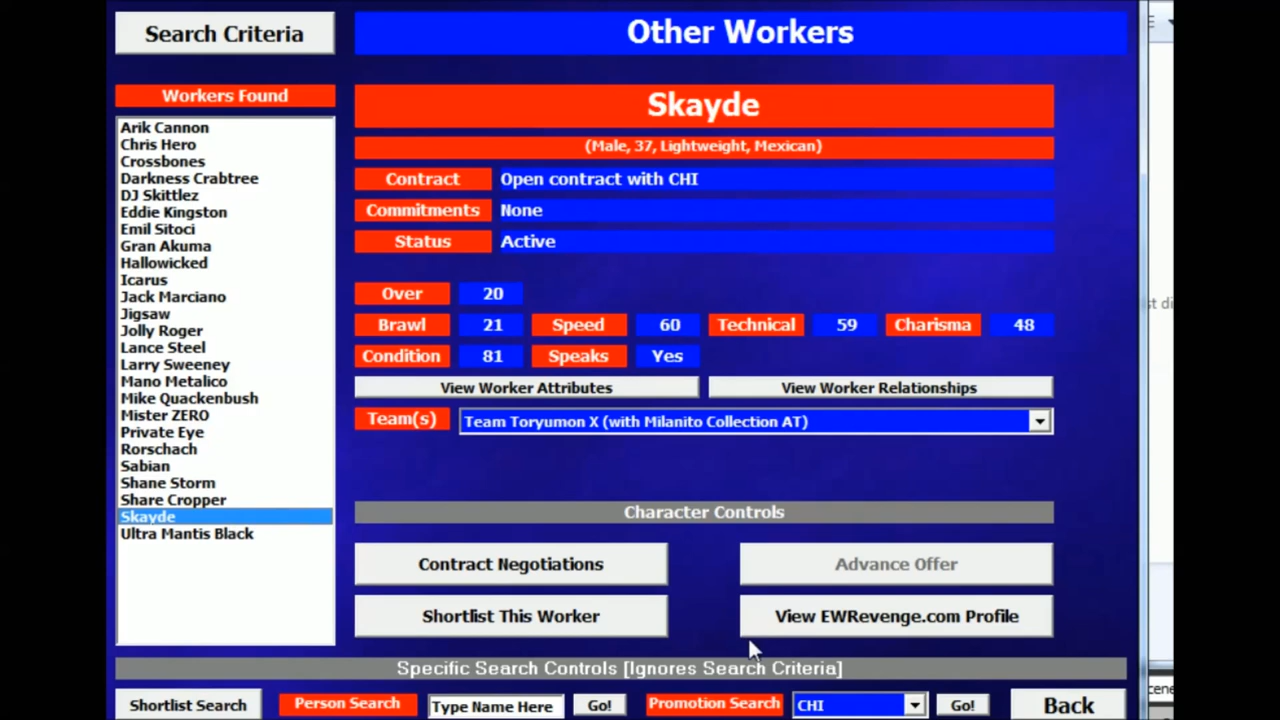 Search Criteria
Other Workers
Workers Found
Arik Cannon
Chris Hero
Crossbones
Darkness Crabtree
DJ Skittlez
Eddie Kingston
Emil Sitoci
Gran Akuma
Hallowicked
Icarus
Jack Marciano
Jigsaw
Jolly Roger
Lance Steel
Larry Sweeney
Mano Metalico
Mike Quackenbush
Mister ZERO
Private Eye
Rorschach
Sabian
Shane Storm
Share Cropper
Skayde
Ultra Mantis Black
Skayde
(Male, 37, Lightweight, Mexican)
Contract Open contract with CHI
Commitments None
Status Active
Over 20
Brawl 21 Speed 60 Technical 59 Charisma 48
Condition 81 Speaks Yes
View Worker Attributes View Worker Relationships
Team(s) Team Toryumon X (with Milanito Collection AT)
Character Controls
Contract Negotiations Advance Offer
Shortlist This Worker View EWRevenge.com Profile
Specific Search Controls [Ignores Search Criteria]
Shortlist Search Person Search Type Name Here Go! Promotion Search CHI Go! Back